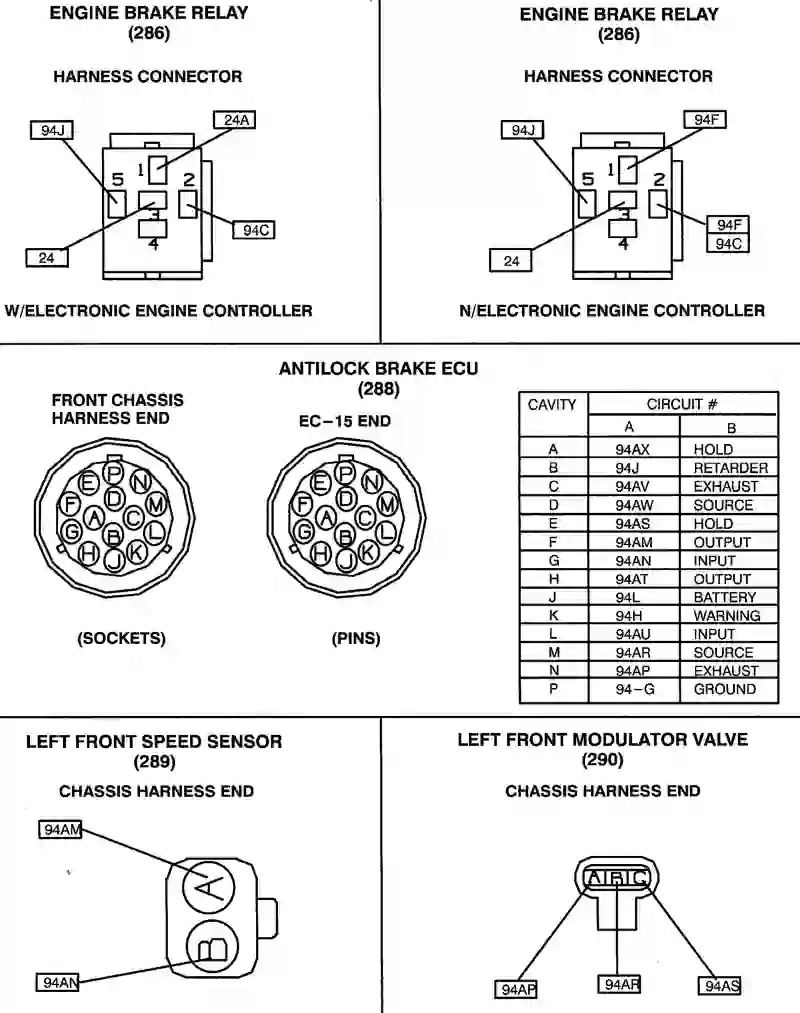 ENGINE BRAKE RELAY
(286)
HARNESS CONNECTOR
94J
24A
1
5
2
3
4
24
94C
W/ELECTRONIC ENGINE CONTROLLER
ENGINE BRAKE RELAY
(286)
HARNESS CONNECTOR
94J
94F
1
5
2
3
4
24
94F
94C
N/ELECTRONIC ENGINE CONTROLLER
ANTILOCK BRAKE ECU
(288)
FRONT CHASSIS
HARNESS END
P
E N
D
F M
A C
G L
B
H K
J
(SOCKETS)
EC-15 END
P
E N
D
F M
A C
G L
B
H K
J
(PINS)
CAVITY CIRCUIT #
A B
A 94AX HOLD
B 94J RETARDER
C 94AV EXHAUST
D 94AW SOURCE
E 94AS HOLD
F 94AM OUTPUT
G 94AN INPUT
H 94AT OUTPUT
J 94L BATTERY
K 94H WARNING
L 94AU INPUT
M 94AR SOURCE
N 94AP EXHAUST
P 94-G GROUND
LEFT FRONT SPEED SENSOR
(289)
CHASSIS HARNESS END
94AM
A
B
94AN
LEFT FRONT MODULATOR VALVE
(290)
CHASSIS HARNESS END
A B C
94AP
94AR
94AS